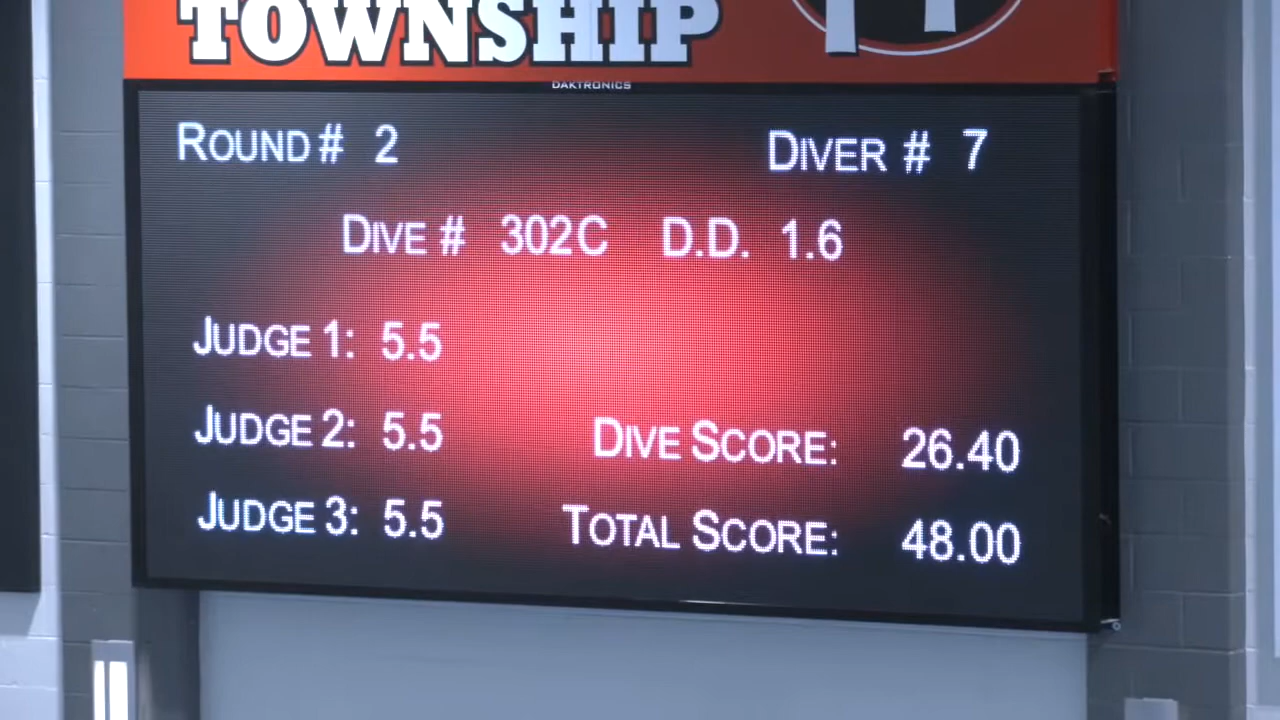 TOWNSHIP
DAKTRONICS
ROUND # 2
DIVER # 7
DIVE # 302C D.D. 1.6
JUDGE 1: 5.5
JUDGE 2: 5.5
DIVE SCORE: 26.40
JUDGE 3: 5.5
TOTAL SCORE: 48.00